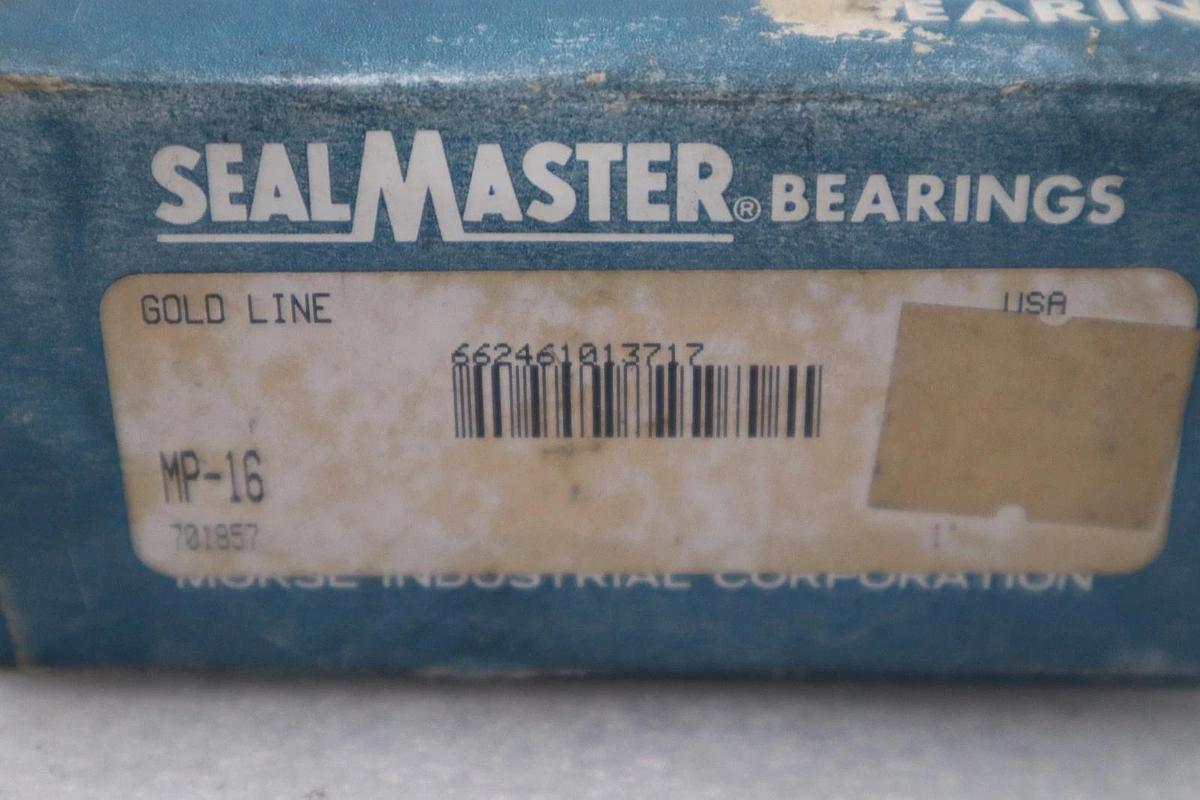 SEALMASTER® BEARINGS
GOLD LINE USA
662461013717
MP-16
701857
1"
MORSE INDUSTRIAL CORPORATION